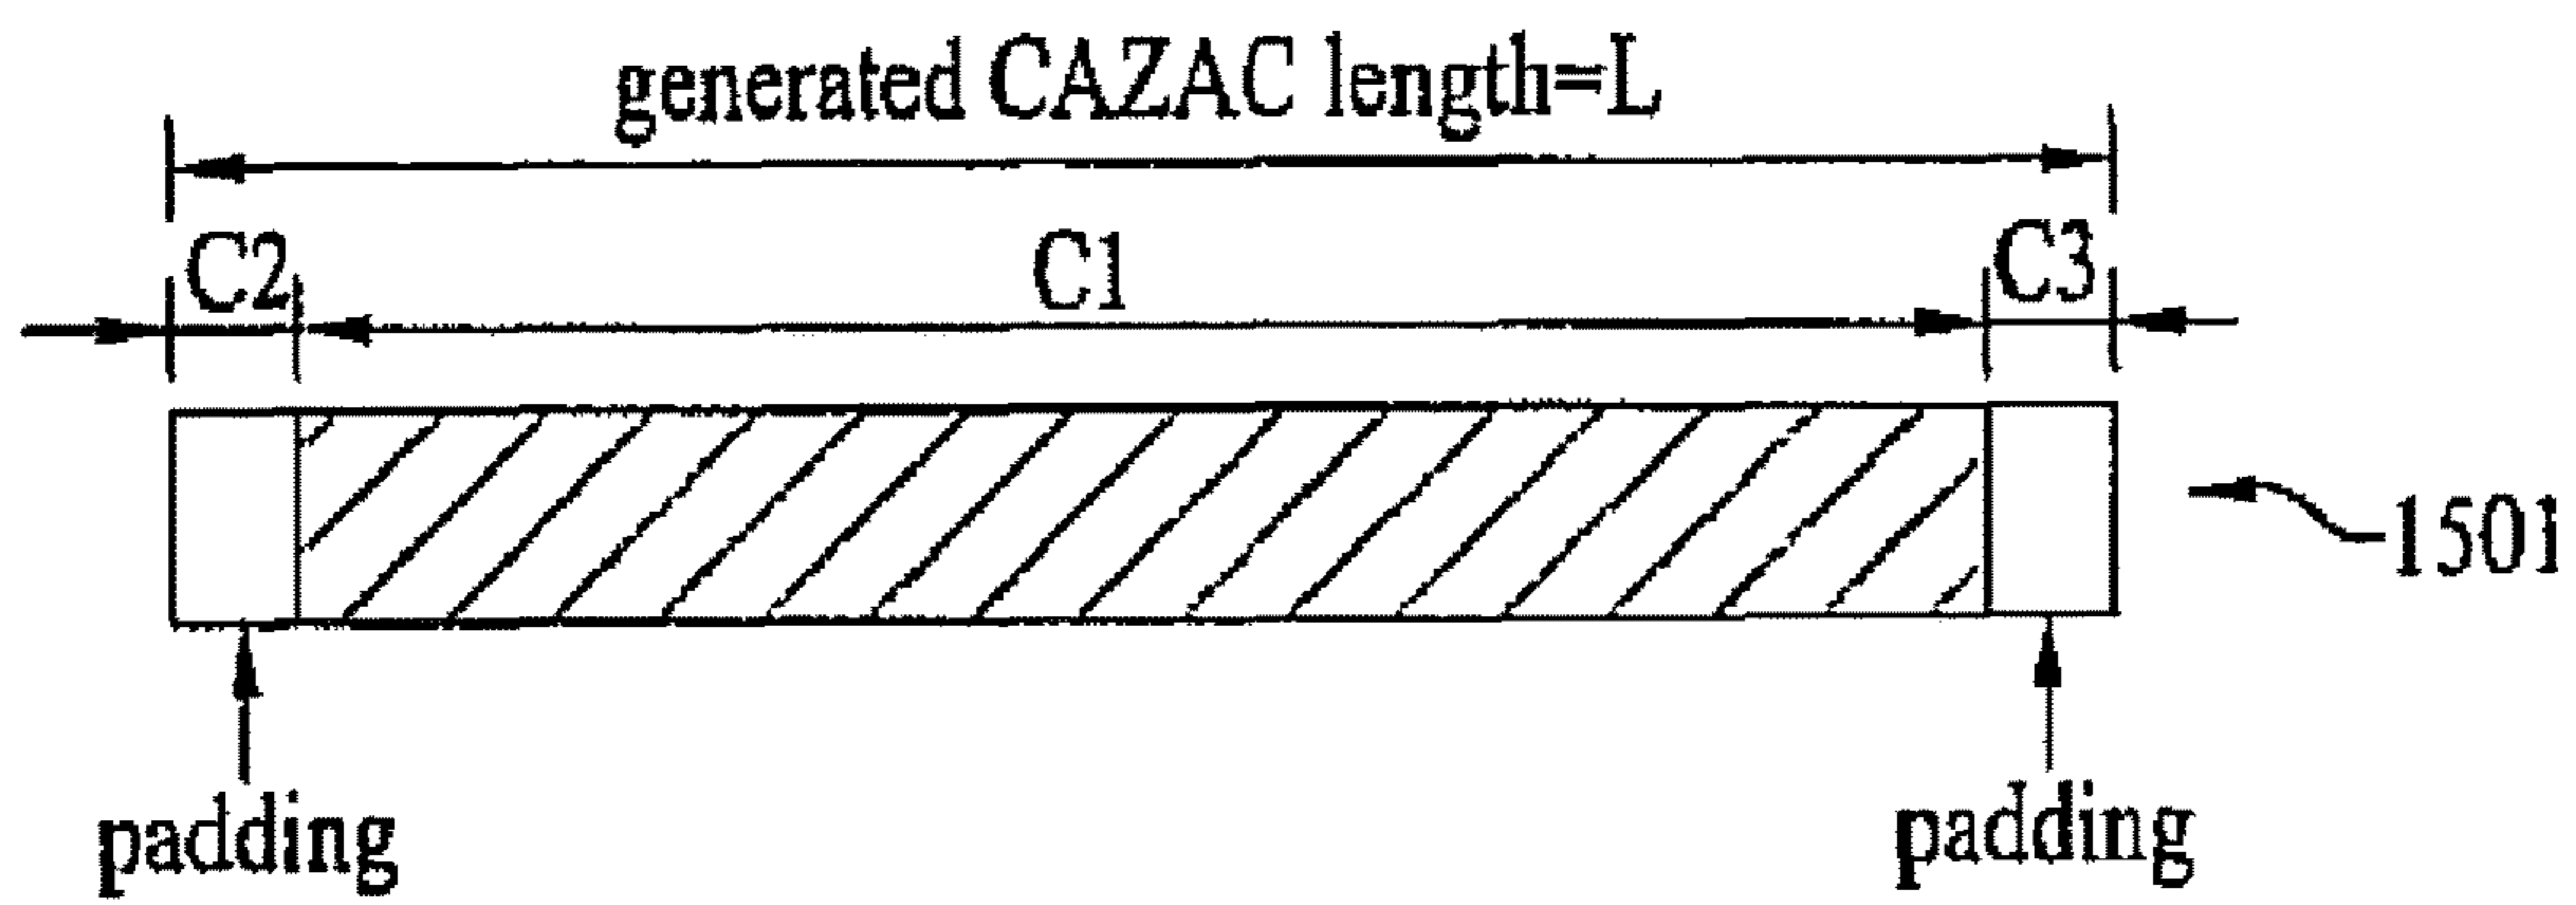 generated CAZAC length=L
C2 C1 C3
1501
padding padding